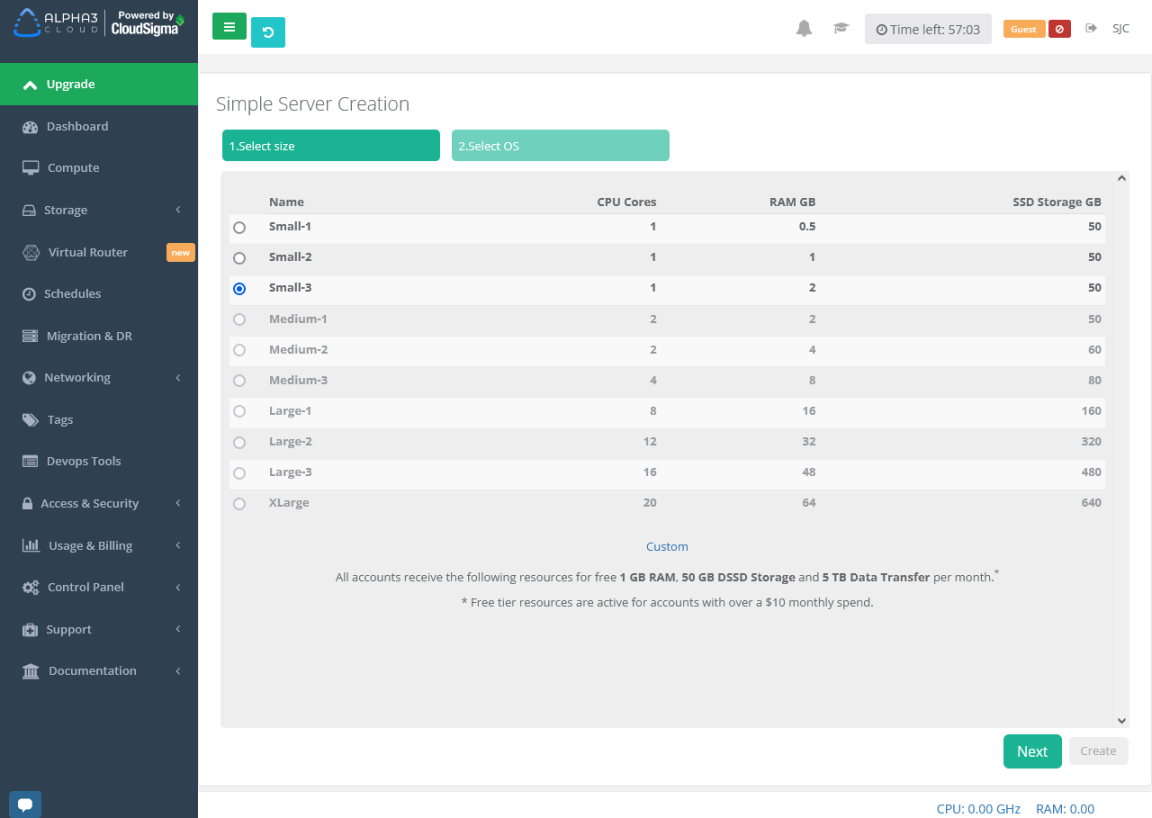 ALPHA3 CLOUD Powered by CloudSigma
Time left: 57:03 Guest SJC
Upgrade
Dashboard
Compute
Storage
Virtual Router new
Schedules
Migration & DR
Networking
Tags
Devops Tools
Access & Security
Usage & Billing
Control Panel
Support
Documentation
Simple Server Creation
1.Select size 2.Select OS
Name CPU Cores RAM GB SSD Storage GB
Small-1 1 0.5 50
Small-2 1 1 50
Small-3 1 2 50
Medium-1 2 2 50
Medium-2 2 4 60
Medium-3 4 8 80
Large-1 8 16 160
Large-2 12 32 320
Large-3 16 48 480
XLarge 20 64 640
Custom
All accounts receive the following resources for free 1 GB RAM, 50 GB DSSD Storage and 5 TB Data Transfer per month.*
* Free tier resources are active for accounts with over a $10 monthly spend.
Next Create
CPU: 0.00 GHz RAM: 0.00